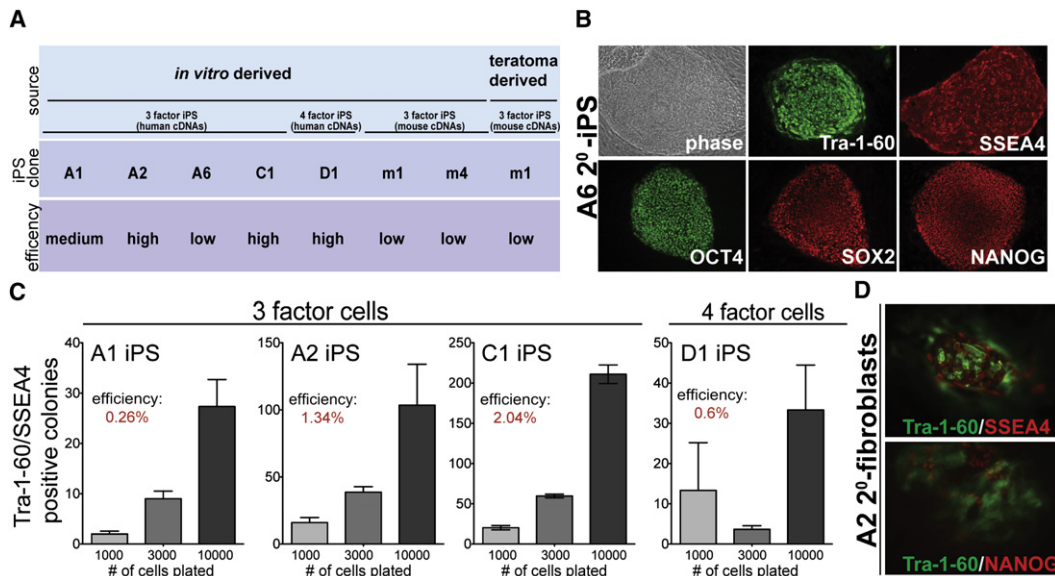 A
source
in vitro derived
teratoma
derived
3 factor iPS
(human cDNAs)
4 factor iPS
(human cDNAs)
3 factor iPS
(mouse cDNAs)
3 factor iPS
(mouse cDNAs)
iPS
clone
A1 A2 A6 C1 D1 m1 m4 m1
efficency
medium high low high high low low low
B
A6 2⁰-iPS
phase
Tra-1-60
SSEA4
OCT4
SOX2
NANOG
C
3 factor cells
4 factor cells
Tra-1-60/SSEA4
positive colonies
A1 iPS
efficiency:
0.26%
40
30
20
10
0
1000 3000 10000
# of cells plated
A2 iPS
efficiency:
1.34%
150
100
50
0
1000 3000 10000
# of cells plated
C1 iPS
efficiency:
2.04%
250
200
150
100
50
0
1000 3000 10000
# of cells plated
D1 iPS
efficiency:
0.6%
50
40
30
20
10
0
1000 3000 10000
# of cells plated
D
A2 2⁰-fibroblasts
Tra-1-60/SSEA4
Tra-1-60/NANOG